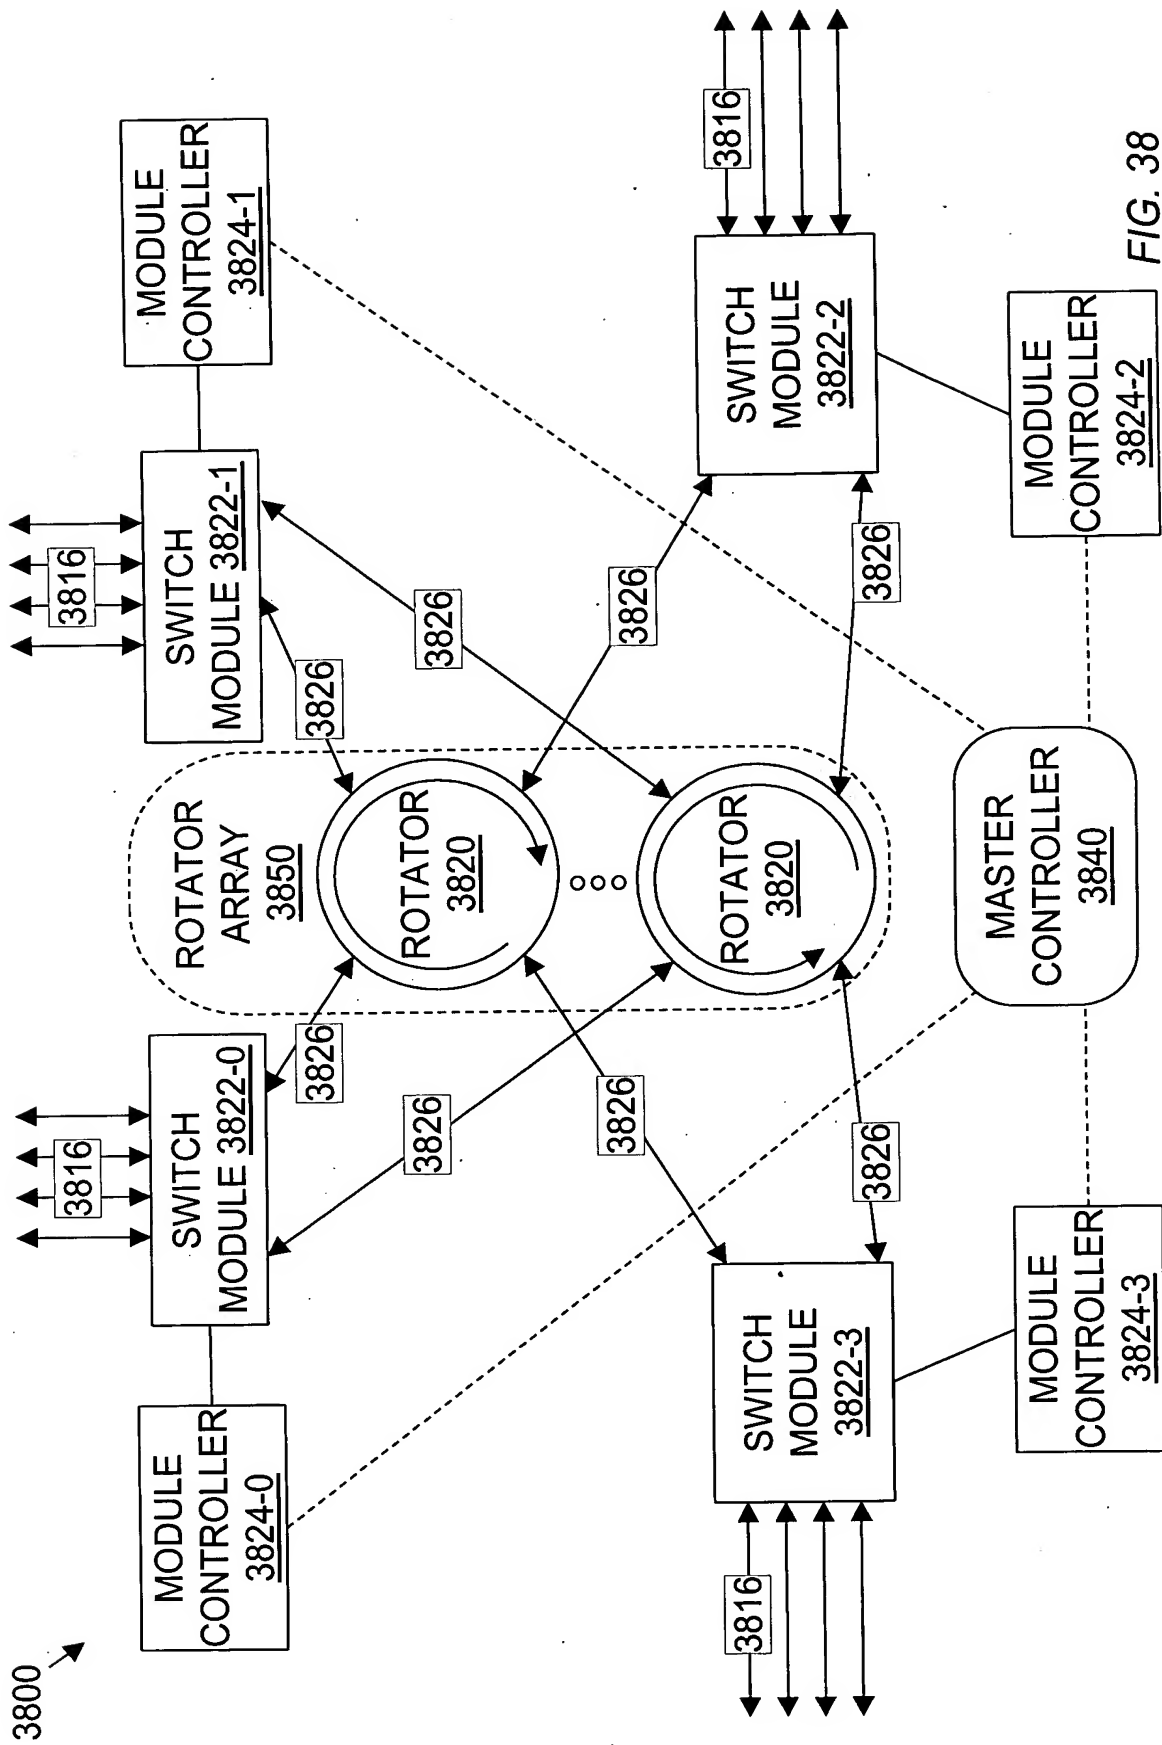 3800
MODULE
CONTROLLER
3824-0
3816
SWITCH
MODULE 3822-0
3826
3826
ROTATOR
ARRAY
3850
3816
SWITCH
MODULE 3822-1
3826
3826
MODULE
CONTROLLER
3824-1
ROTATOR
3820
ROTATOR
3820
3816
SWITCH
MODULE
3822-3
3826
3826
3826
3826
SWITCH
MODULE
3822-2
3816
MODULE
CONTROLLER
3824-3
MASTER
CONTROLLER
3840
MODULE
CONTROLLER
3824-2
FIG. 38